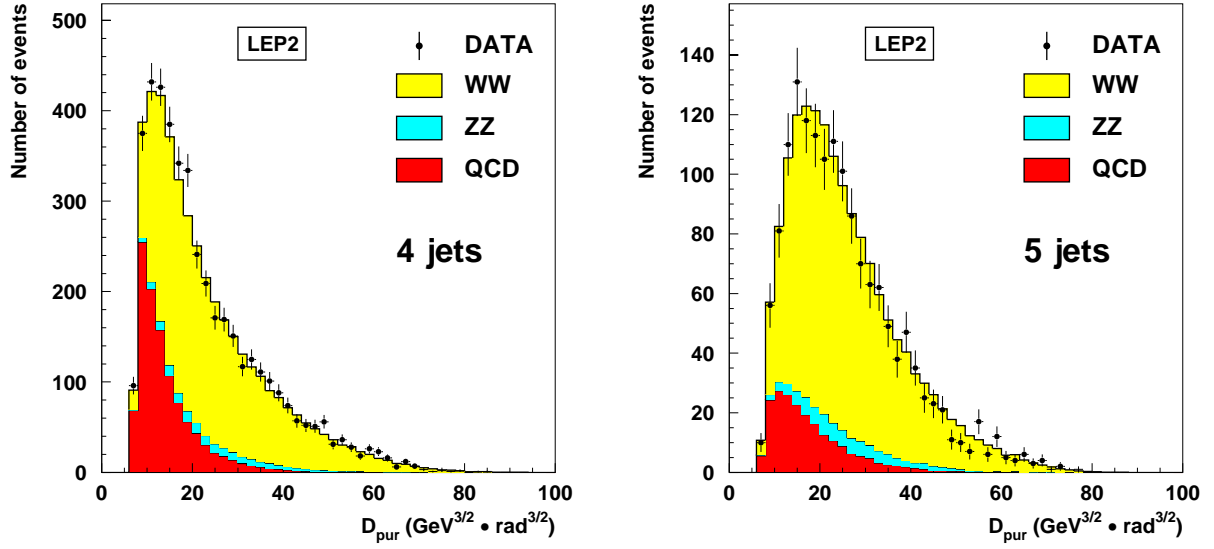 Number of events
500
400
300
200
100
0
0 20 40 60 80 100
D_pur (GeV^3/2 • rad^3/2)
LEP2
DATA
WW
ZZ
QCD
4 jets
Number of events
140
120
100
80
60
40
20
0
0 20 40 60 80 100
D_pur (GeV^3/2 • rad^3/2)
LEP2
DATA
WW
ZZ
QCD
5 jets